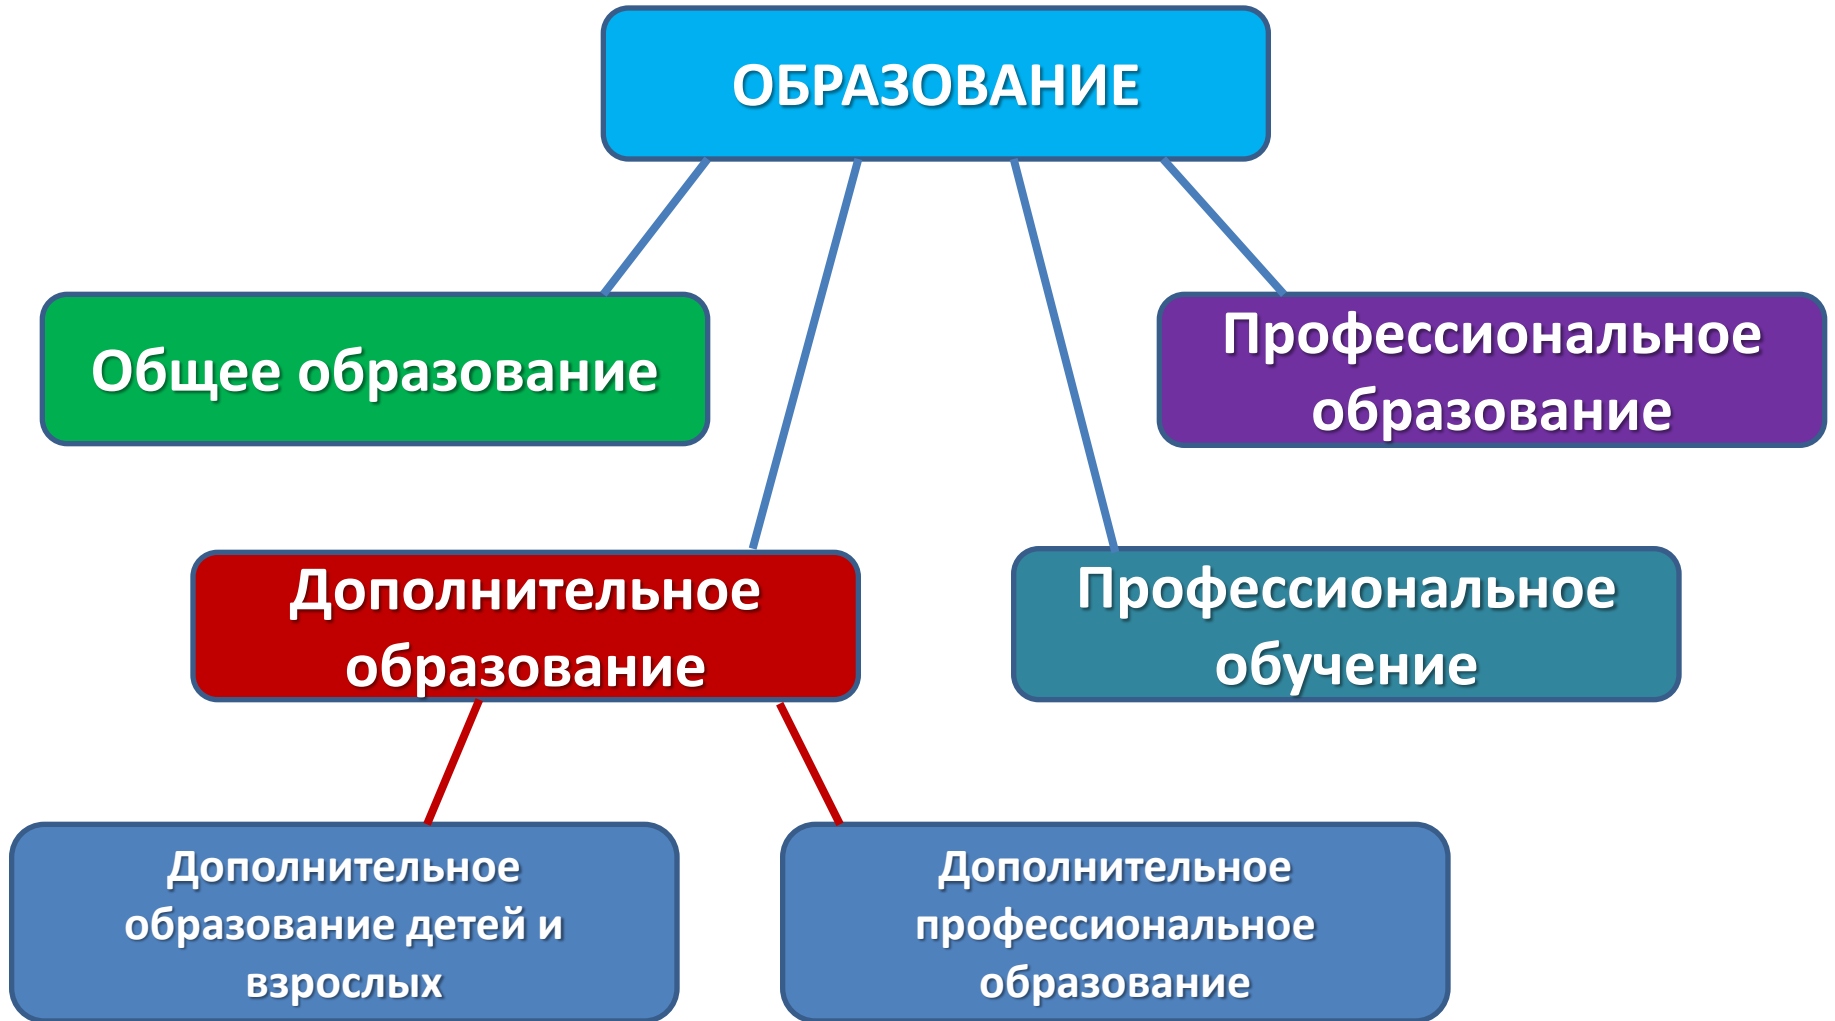 ОБРАЗОВАНИЕ
Общее образование
Профессиональное
образование
Дополнительное
образование
Профессиональное
обучение
Дополнительное
образование детей и
взрослых
Дополнительное
профессиональное
образование